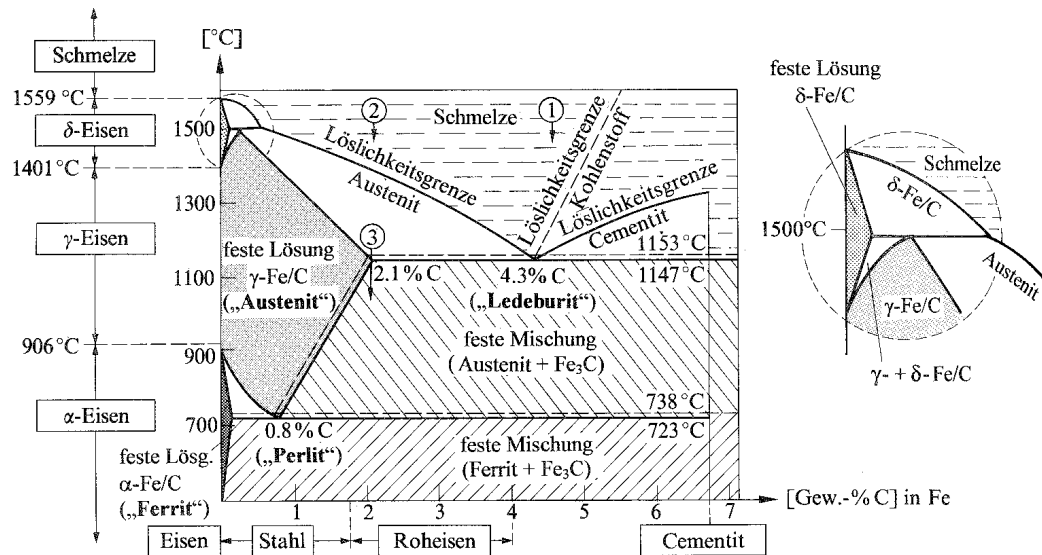 [°C]
Schmelze
1559 °C
δ-Eisen
1401 °C
γ-Eisen
906 °C
α-Eisen
1500
1300
1100
900
700
②
①
Schmelze
Löslichkeitsgrenze
Austenit
Löslichkeitsgrenze
Kohlenstoff
Löslichkeitsgrenze
Cementit
③
feste Lösung
γ-Fe/C
(„Austenit“)
2.1 % C
4.3% C
(„Ledeburit“)
1153 °C
1147 °C
feste Mischung
(Austenit + Fe₃C)
738 °C
723 °C
0.8% C
(„Perlit“)
feste Mischung
(Ferrit + Fe₃C)
feste Lösg.
α-Fe/C
(„Ferrit“)
1 2 3 4 5 6 7
[Gew.-% C] in Fe
Eisen
Stahl
Roheisen
Cementit
feste Lösung
δ-Fe/C
Schmelze
δ-Fe/C
1500°C
Austenit
γ-Fe/C
γ- + δ-Fe/C